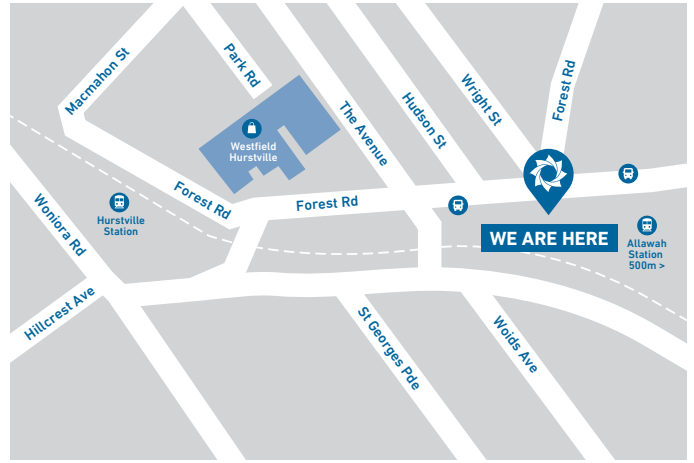 Macmahon St
Park Rd
The Avenue
Hudson St
Wright St
Forest Rd
Westfield
Hurstville
Forest Rd
Forest Rd
Hurstville
Station
Woniora Rd
WE ARE HERE
Allawah
Station
500m >
Hillcrest Ave
St Georges Pde
Woids Ave